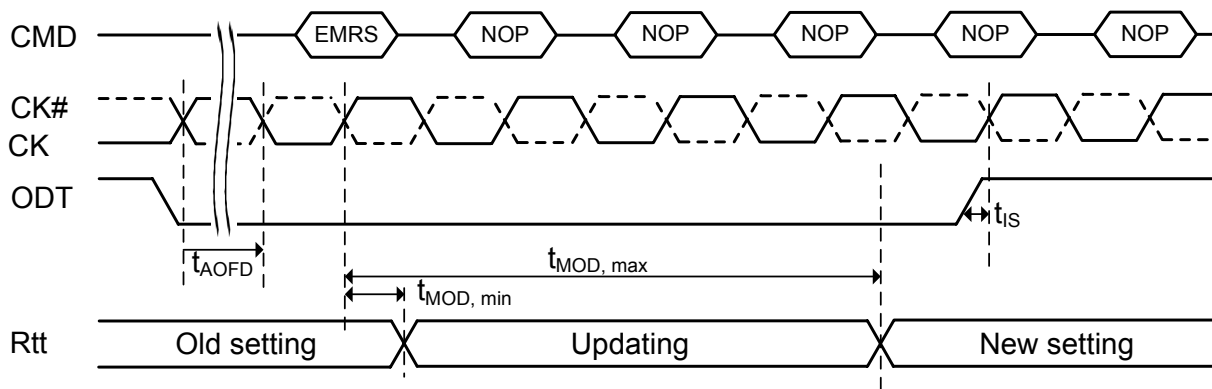 CMD EMRS NOP NOP NOP NOP NOP
CK#
CK
ODT
tIS
tAOFD
tMOD, max
tMOD, min
Rtt Old setting Updating New setting